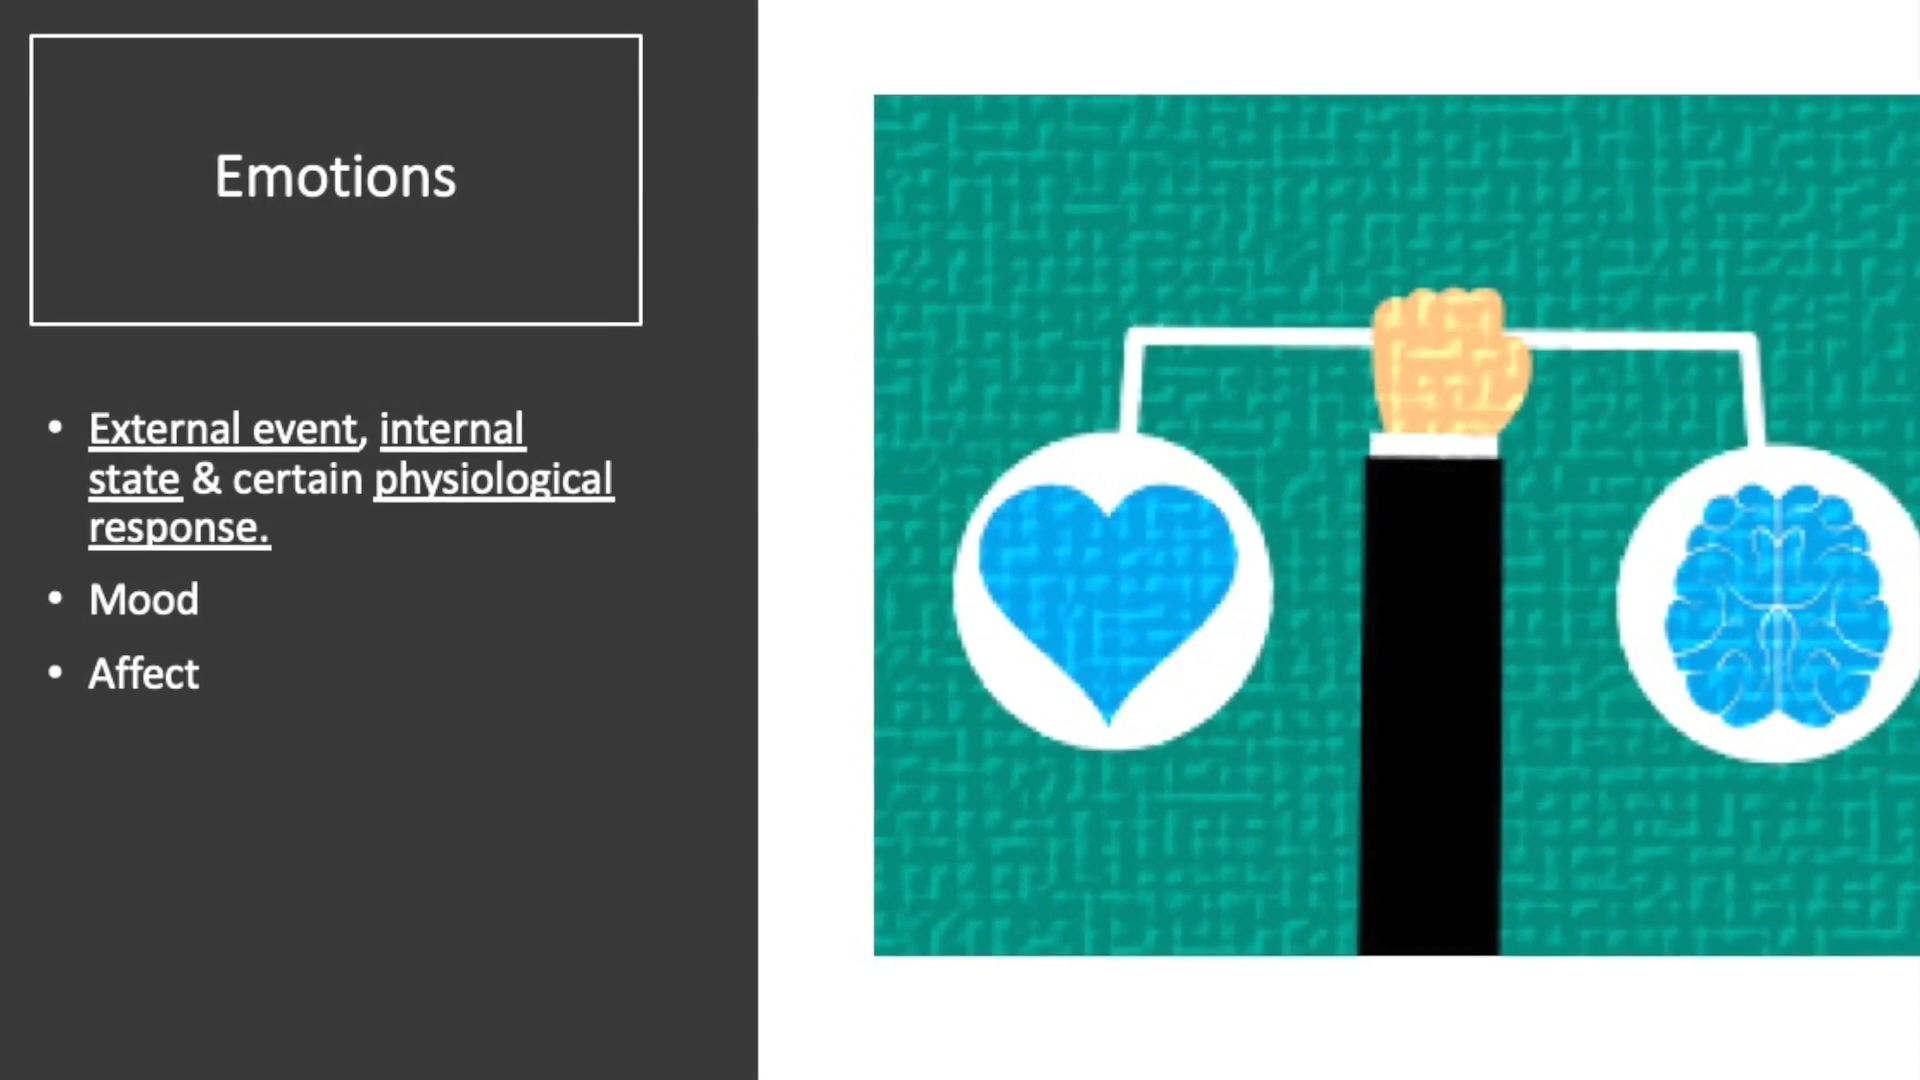 Emotions
• External event, internal
state & certain physiological
response.
• Mood
• Affect